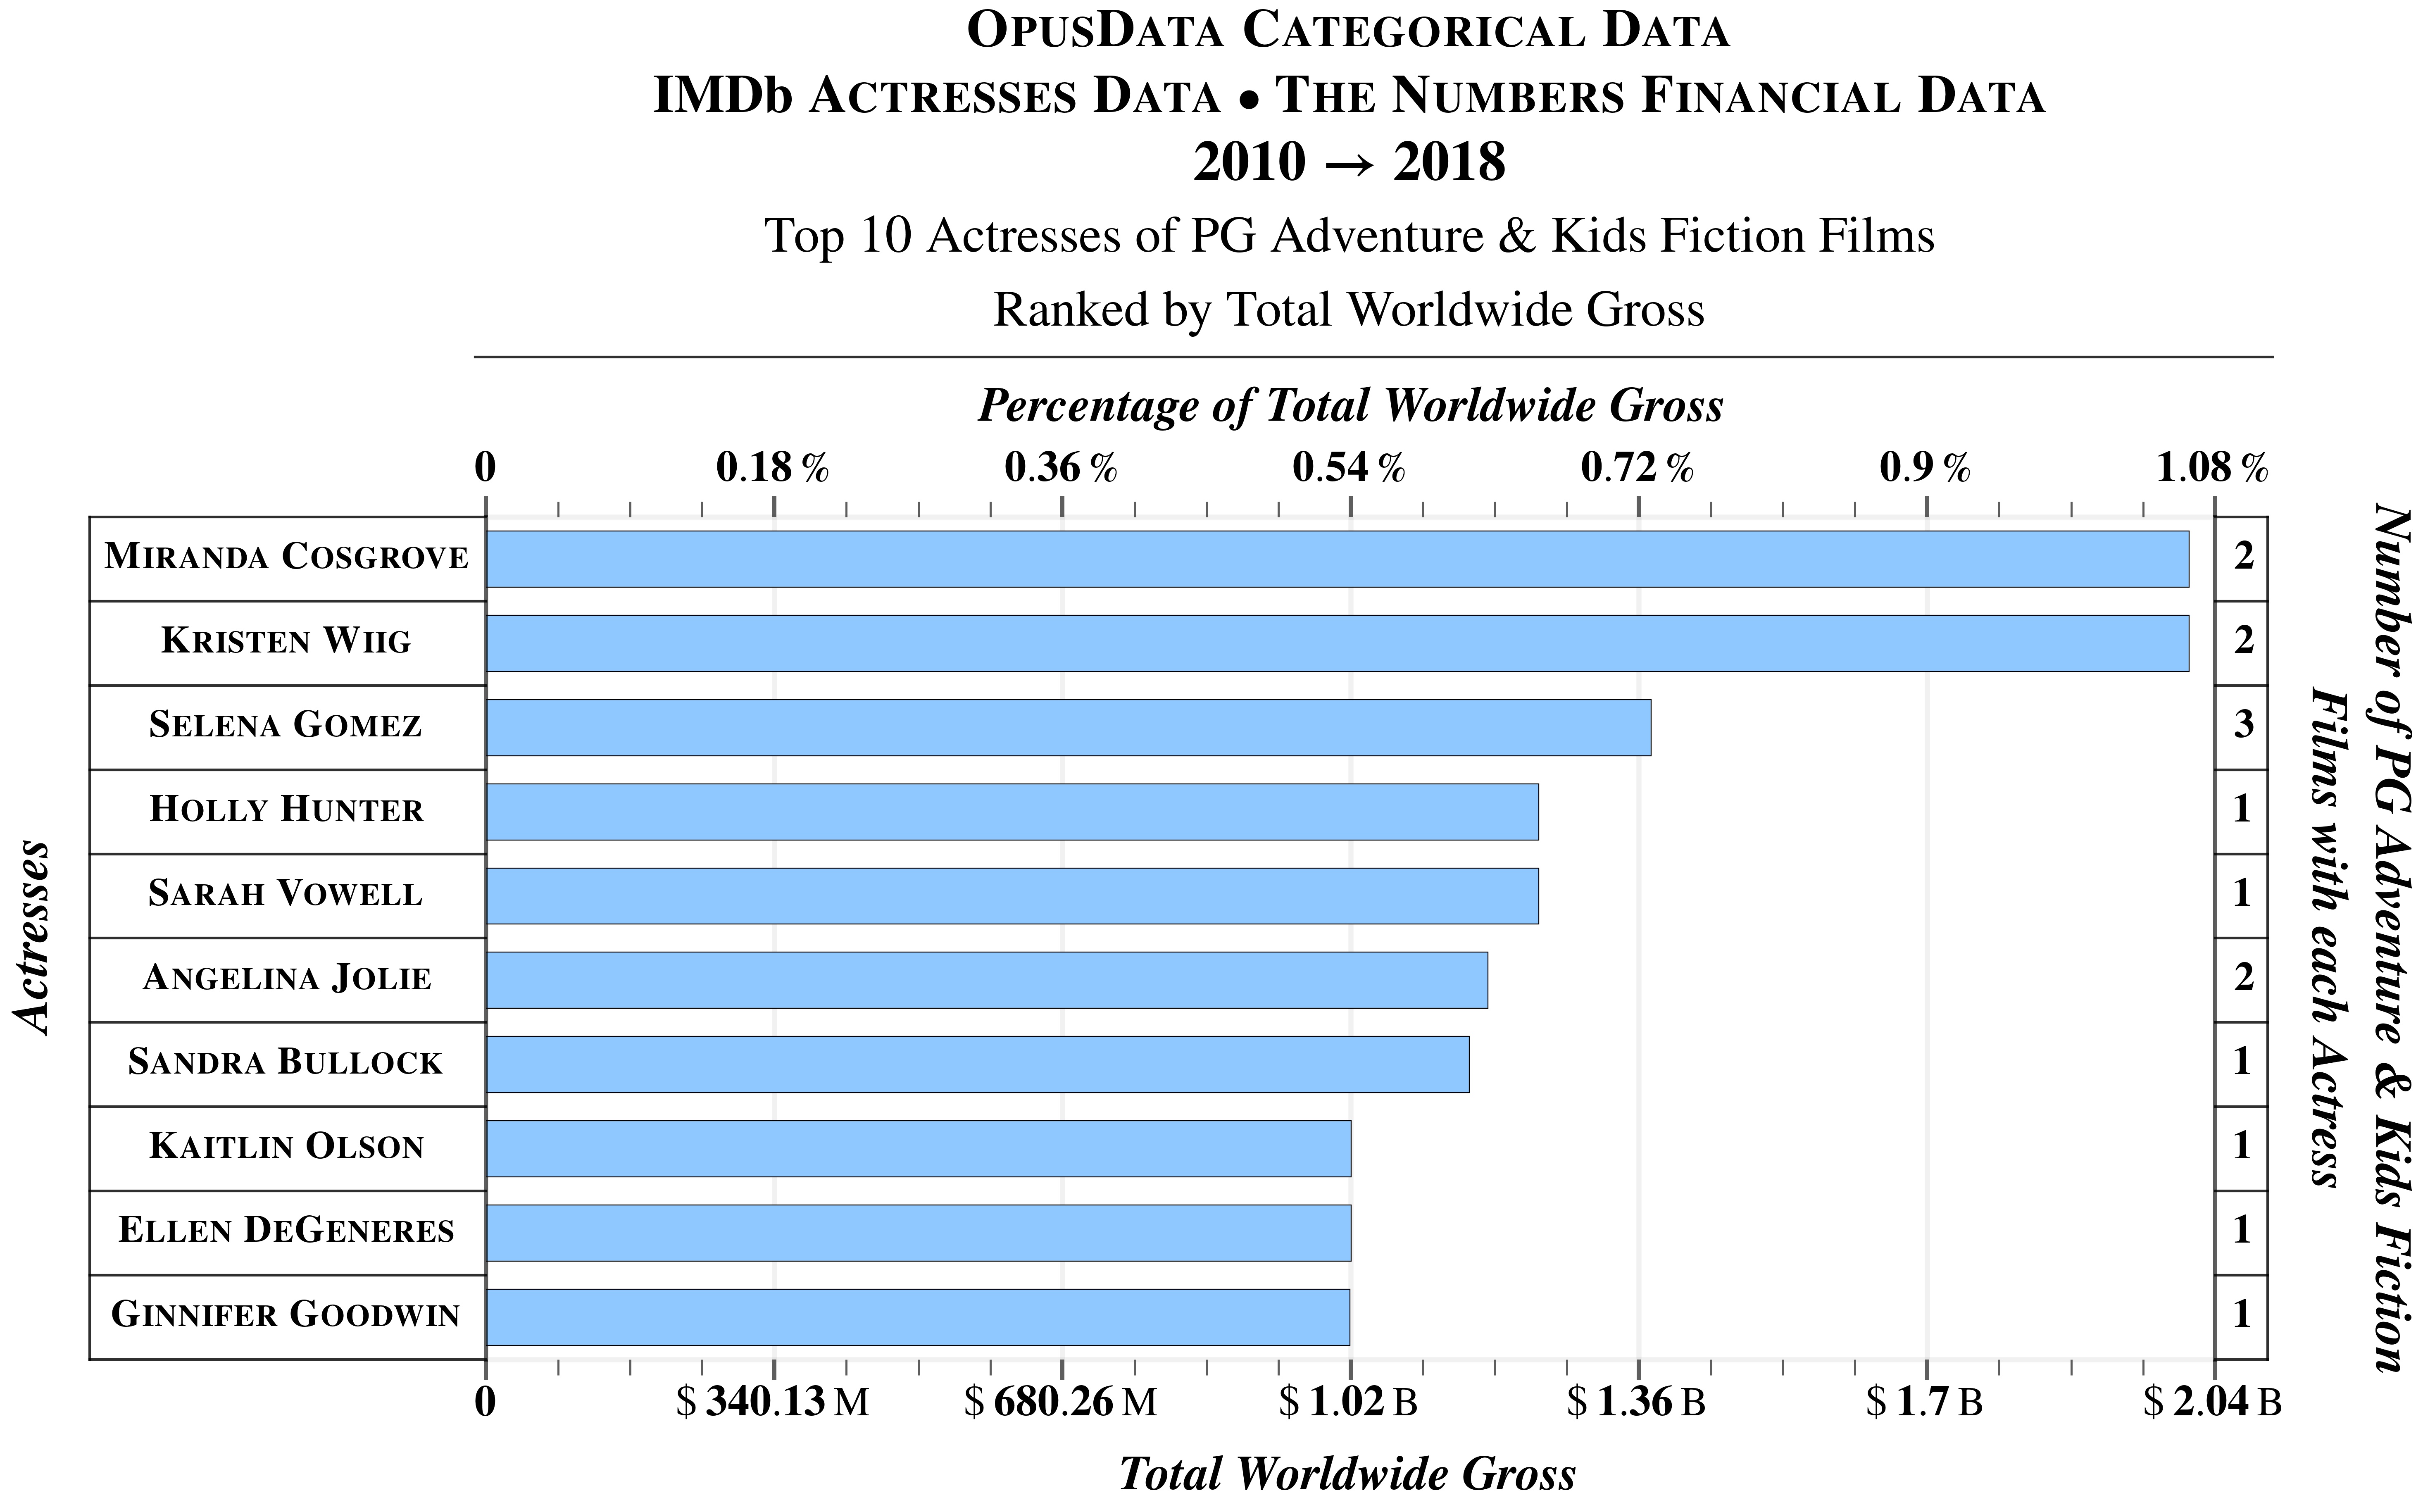 OpusData Categorical Data
IMDb Actresses Data • The Numbers Financial Data
2010 → 2018
Top 10 Actresses of PG Adventure & Kids Fiction Films
Ranked by Total Worldwide Gross
Percentage of Total Worldwide Gross
0 0.18 % 0.36 % 0.54 % 0.72 % 0.9 % 1.08 %
Miranda Cosgrove 2
Kristen Wiig 2
Selena Gomez 3
Holly Hunter 1
Sarah Vowell 1
Angelina Jolie 2
Sandra Bullock 1
Kaitlin Olson 1
Ellen DeGeneres 1
Ginnifer Goodwin 1
0 $ 340.13 M $ 680.26 M $ 1.02 B $ 1.36 B $ 1.7 B $ 2.04 B
Total Worldwide Gross
Actresses
Number of PG Adventure & Kids Fiction
Films with each Actress